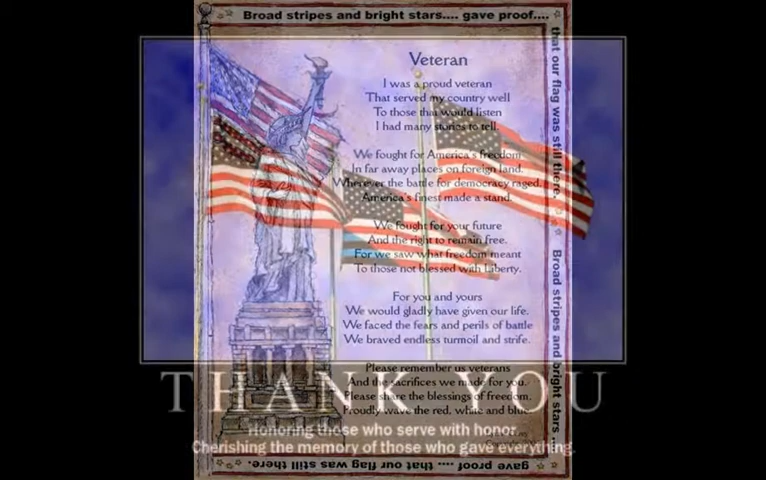 Broad stripes and bright stars.... gave proof....
that our flag was still there.
Broad stripes and bright stars ...
gave proof .... that our flag was still there.
Veteran
I was a proud veteran
That served my country well
To those that would listen
I had many stories to tell.
We fought for America's freedom
In far away places on foreign land.
Wherever the battle for democracy raged.
America's finest made a stand.
We fought for your future
And the right to remain free.
For we saw what freedom meant
To those not blessed with liberty.
For you and yours
We would gladly have given our life.
We faced the fears and perils of battle
We braved endless turmoil and strife.
Please remember us veterans
And the sacrifices we made for you.
Please share the blessings of freedom.
Proudly wave the red, white and blue.
THANK YOU
Honoring those who serve with honor.
Cherishing the memory of those who gave everything.